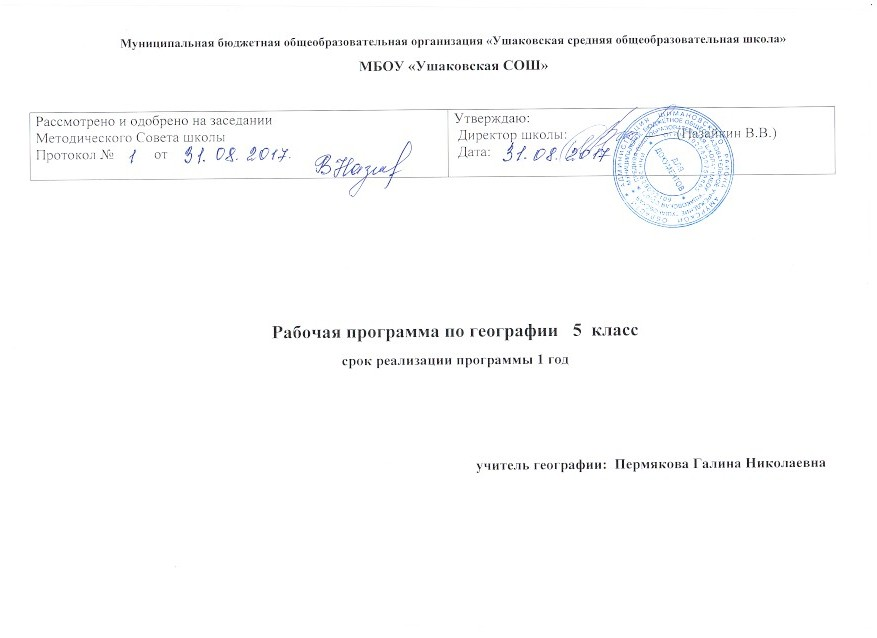 Муниципальная бюджетная общеобразовательная организация «Ушаковская средняя общеобразовательная школа»
МБОУ «Ушаковская СОШ»
Рассмотрено и одобрено на заседании
Методического Совета школы
Протокол № 1 от 31. 08. 2017.
Утверждаю:
Директор школы: (Назайкин В.В.)
Дата: 31.08. 2017
ДЛЯ
ДОКУМЕНТОВ
Рабочая программа по географии 5 класс
срок реализации программы 1 год
учитель географии: Пермякова Галина Николаевна